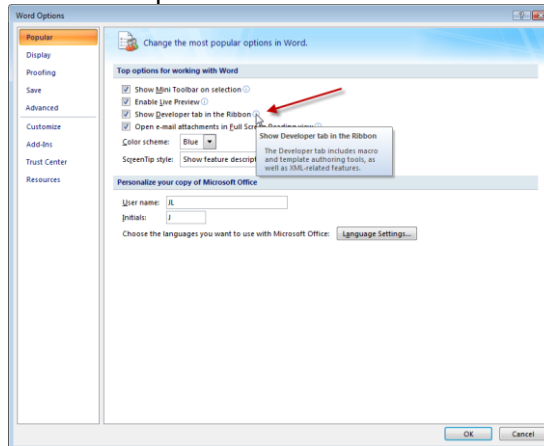 Word Options
Popular
Display
Proofing
Save
Advanced
Customize
Add-Ins
Trust Center
Resources
Change the most popular options in Word.
Top options for working with Word
Show Mini Toolbar on selection
Enable Live Preview
Show Developer tab in the Ribbon
Open e-mail attachments in Full Screen Reading view
Color scheme: Blue
ScreenTip style: Show feature descript
Show Developer tab in the Ribbon
The Developer tab includes macro
and template authoring tools, as
well as XML-related features.
Personalize your copy of Microsoft Office
User name: JL
Initials: J
Choose the languages you want to use with Microsoft Office: Language Settings...
OK Cancel